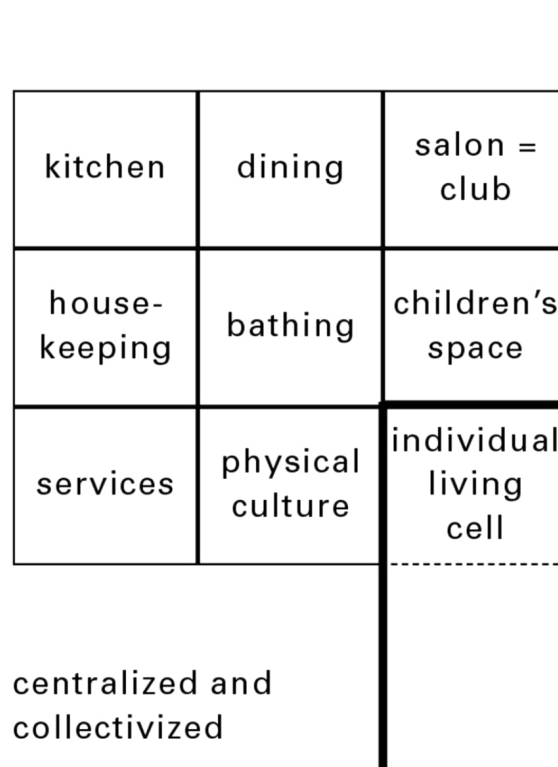 kitchen
dining
salon =
club
house-
keeping
bathing
children's
space
services
physical
culture
individual
living
cell
centralized and
collectivized